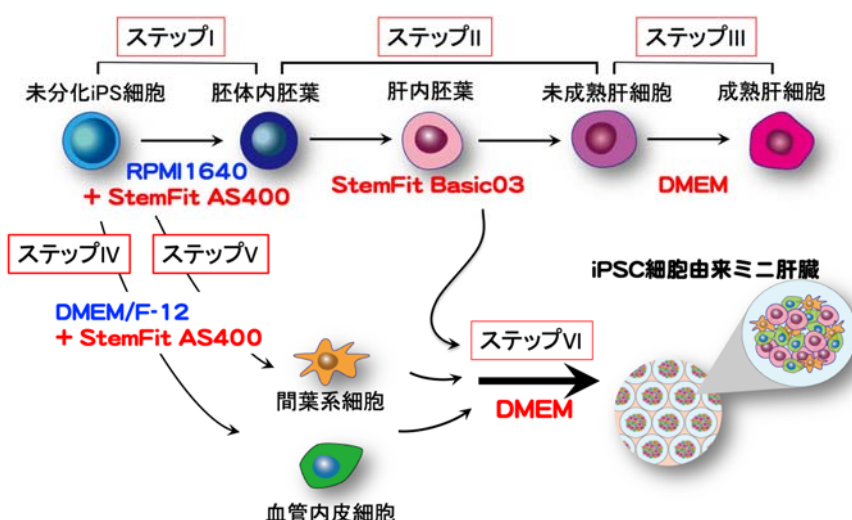 ステップI
ステップII
ステップIII
未分化iPS細胞
胚体内胚葉
肝内胚葉
未成熟肝細胞
成熟肝細胞
RPMI1640
+ StemFit AS400
StemFit Basic03
DMEM
ステップIV
ステップV
iPSC細胞由来ミニ肝臓
DMEM/F-12
+ StemFit AS400
ステップVI
間葉系細胞
DMEM
血管内皮細胞